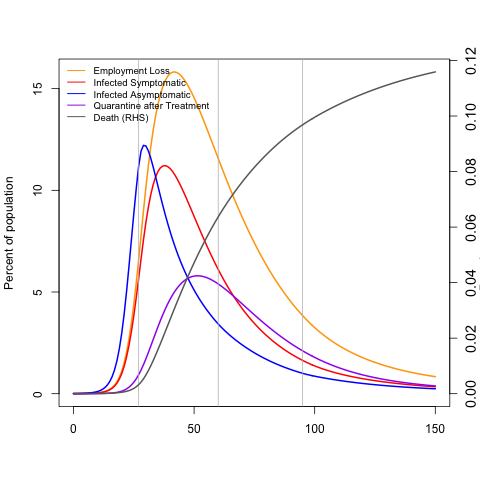 Employment Loss
Infected Symptomatic
Infected Asymptomatic
Quarantine after Treatment
Death (RHS)
Percent of population
15
10
5
0
0.12
0.10
0.08
0.06
0.04
0.02
0.00
0 50 100 150